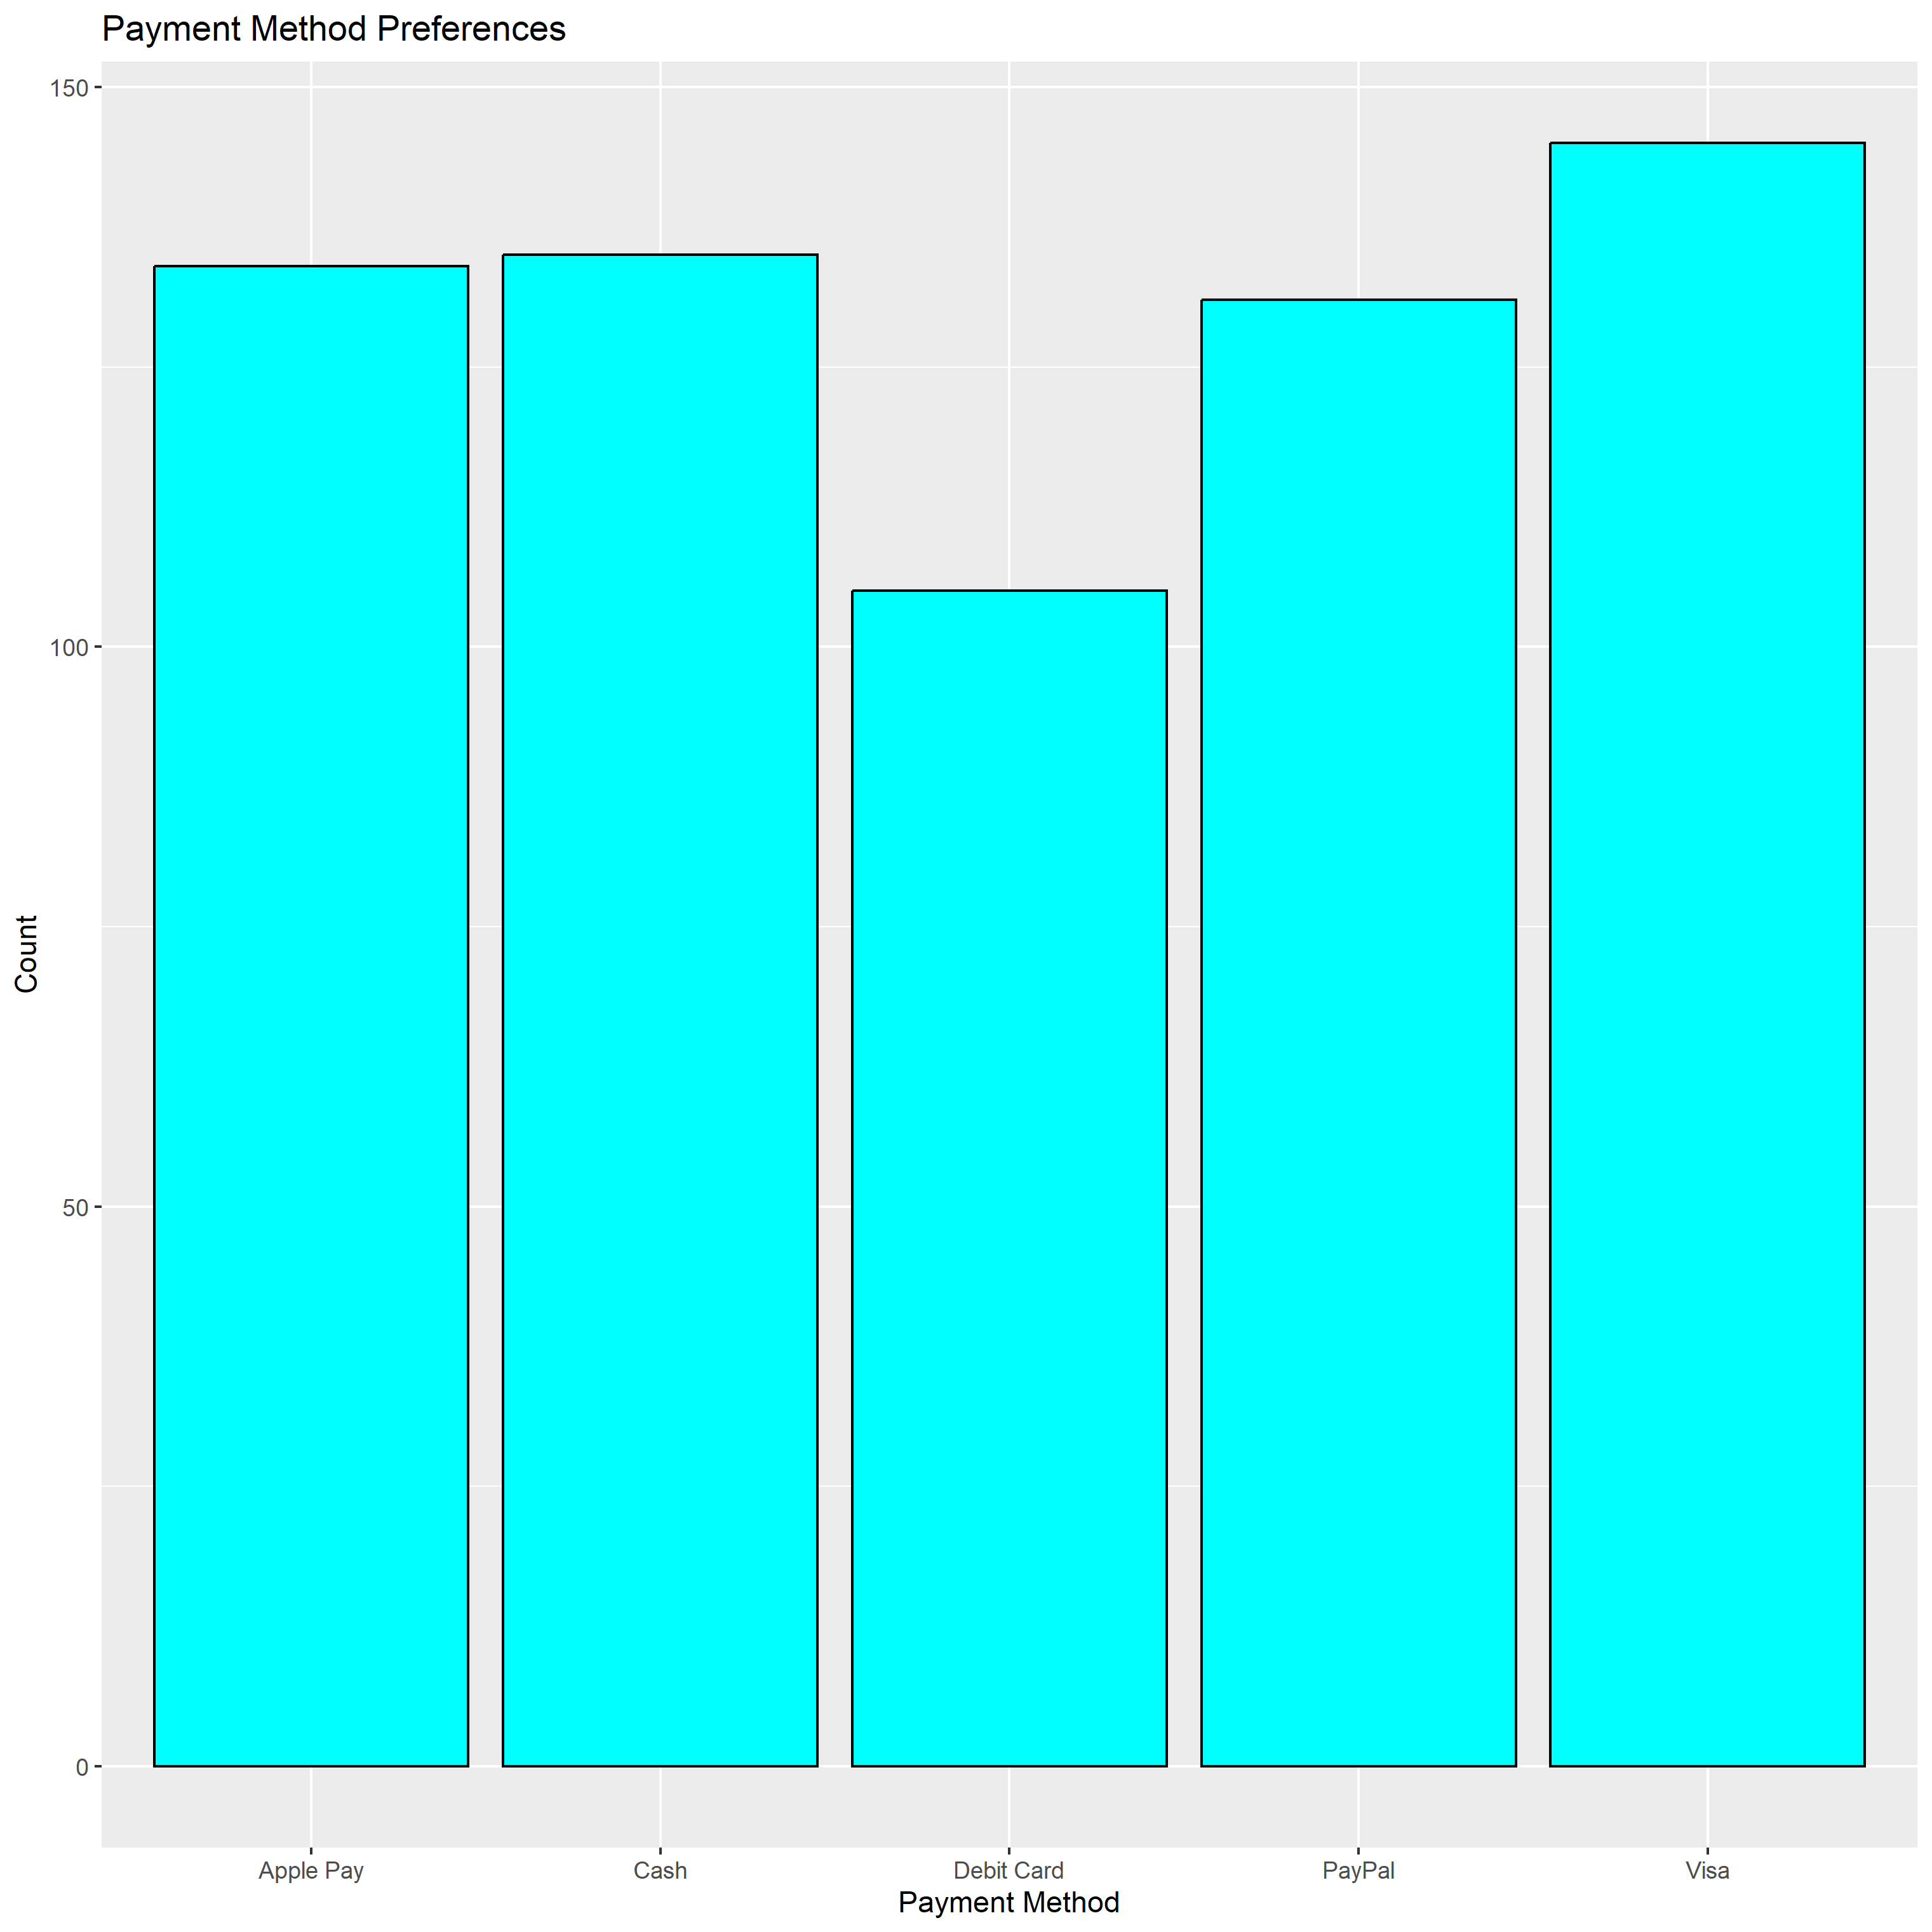 Payment Method Preferences
150
100
50
0
Count
Apple Pay
Cash
Debit Card
PayPal
Visa
Payment Method